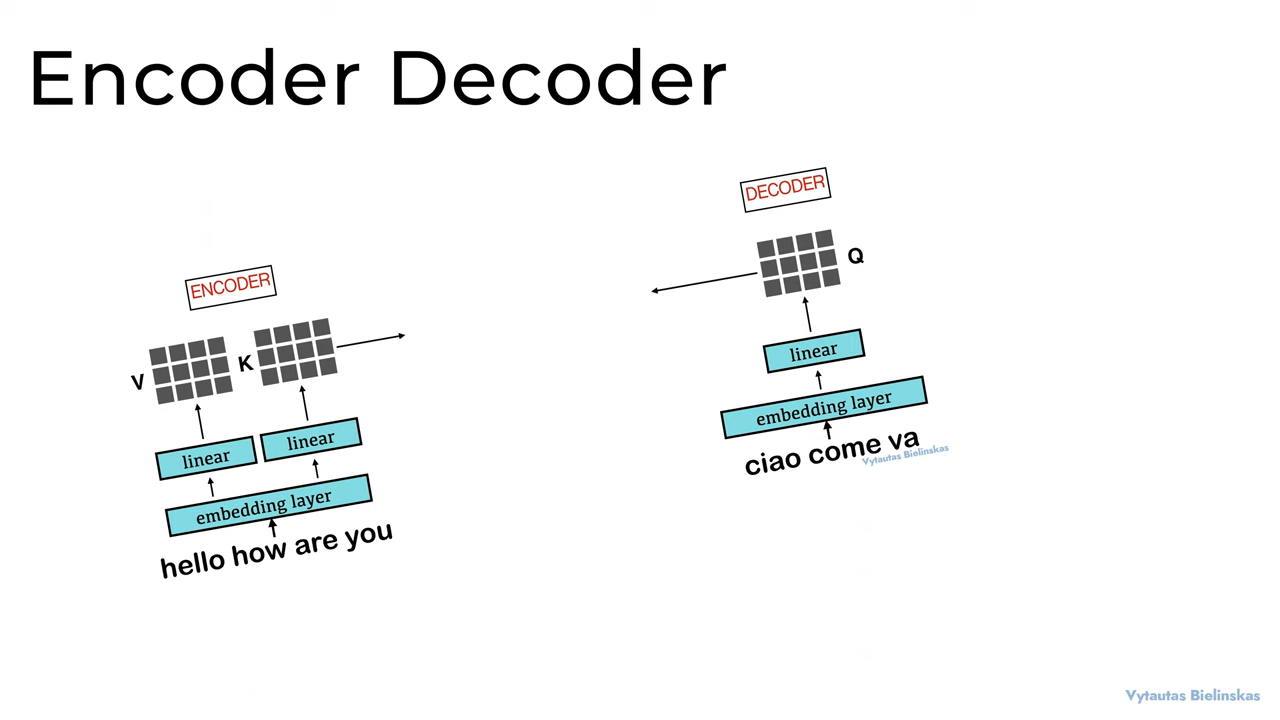 Encoder Decoder
ENCODER
V
K
linear
linear
embedding layer
hello how are you
DECODER
Q
linear
embedding layer
ciao come va
Vytautas Bielinskas
Vytautas Bielinskas